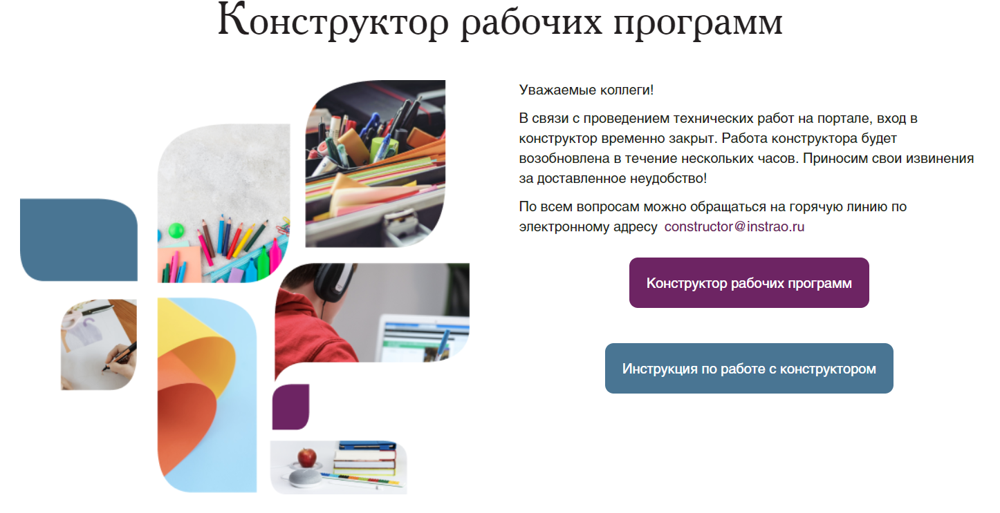 Конструктор рабочих программ
Уважаемые коллеги!
В связи с проведением технических работ на портале, вход в
конструктор временно закрыт. Работа конструктора будет
возобновлена в течение нескольких часов. Приносим свои извинения
за доставленное неудобство!
По всем вопросам можно обращаться на горячую линию по
электронному адресу constructor@instrao.ru
Конструктор рабочих программ
Инструкция по работе с конструктором